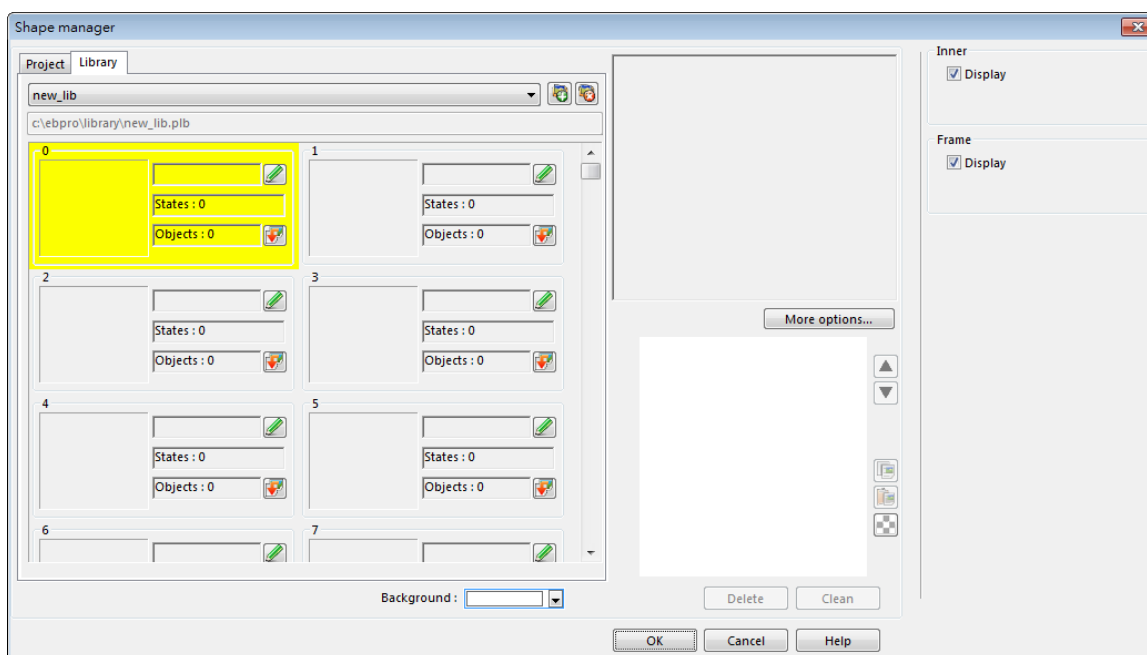 Shape manager
Project
Library
new_lib
c:\ebpro\library\new_lib.plb
0
States : 0
Objects : 0
1
States : 0
Objects : 0
2
States : 0
Objects : 0
3
States : 0
Objects : 0
4
States : 0
Objects : 0
5
States : 0
Objects : 0
6
7
Background :
More options...
Delete
Clean
OK
Cancel
Help
Inner
Display
Frame
Display